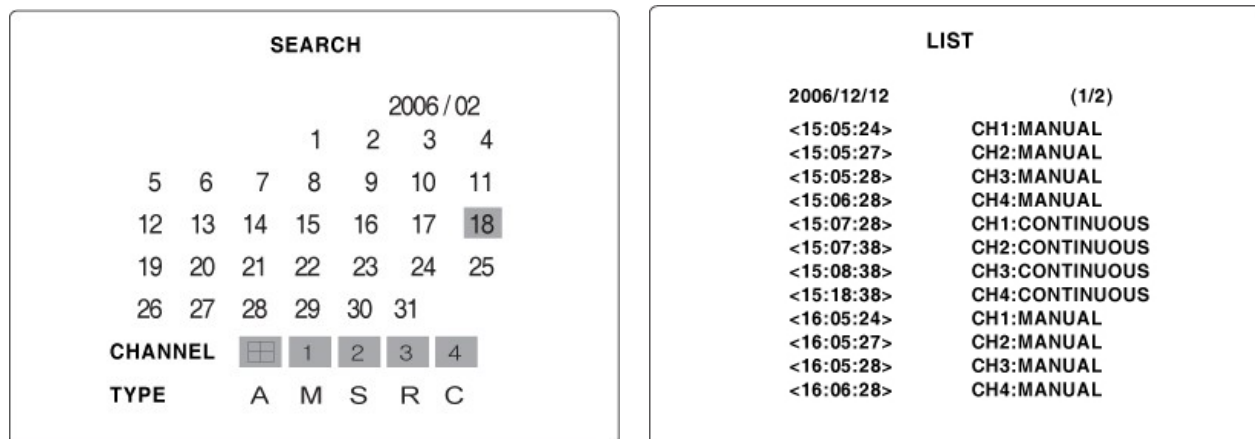 SEARCH
2006 / 02
1 2 3 4
5 6 7 8 9 10 11
12 13 14 15 16 17 18
19 20 21 22 23 24 25
26 27 28 29 30 31
CHANNEL 1 2 3 4
TYPE A M S R C
LIST
2006/12/12 (1/2)
<15:05:24> CH1:MANUAL
<15:05:27> CH2:MANUAL
<15:05:28> CH3:MANUAL
<15:06:28> CH4:MANUAL
<15:07:28> CH1:CONTINUOUS
<15:07:38> CH2:CONTINUOUS
<15:08:38> CH3:CONTINUOUS
<15:18:38> CH4:CONTINUOUS
<16:05:24> CH1:MANUAL
<16:05:27> CH2:MANUAL
<16:05:28> CH3:MANUAL
<16:06:28> CH4:MANUAL